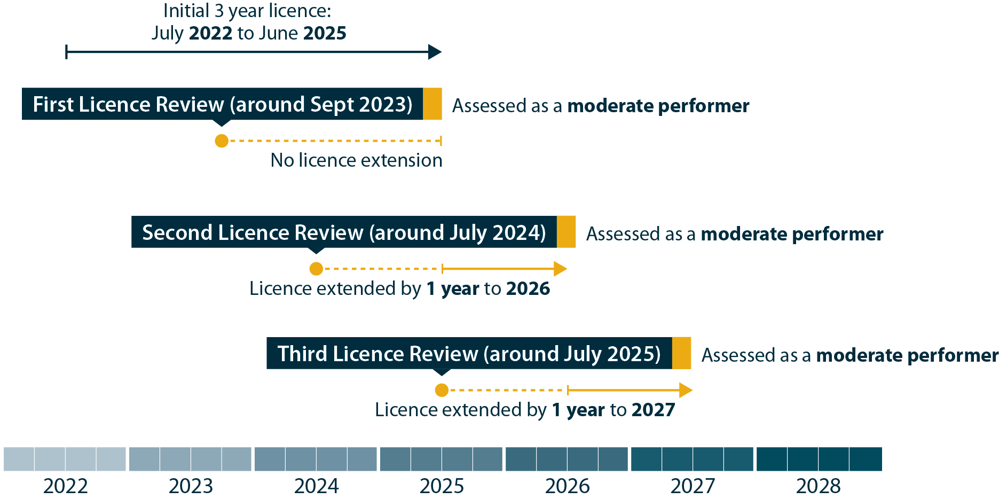 Initial 3 year licence:
July 2022 to June 2025
First Licence Review (around Sept 2023)
Assessed as a moderate performer
No licence extension
Second Licence Review (around July 2024)
Assessed as a moderate performer
Licence extended by 1 year to 2026
Third Licence Review (around July 2025)
Assessed as a moderate performer
Licence extended by 1 year to 2027
2022 2023 2024 2025 2026 2027 2028